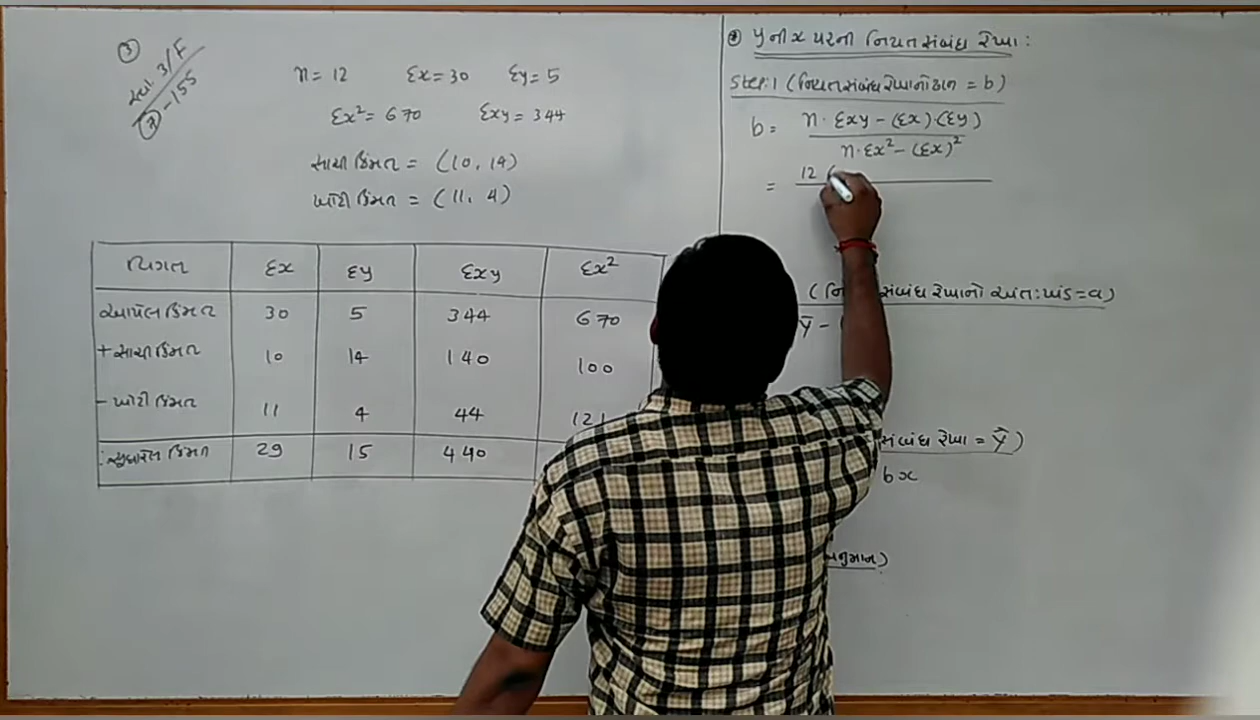 ③
સ્વા. 3/F
⑦-155
n = 12 Σx = 30 Σy = 5
Σx² = 670 Σxy = 344
સાચી કિંમત = (10, 14)
ખોટી કિંમત = (11, 4)
વિગત Σx Σy Σxy Σx²
આપેલ કિંમત 30 5 344 670
+ સાચી કિંમત 10 14 140 100
- ખોટી કિંમત 11 4 44 121
∴ સુધારેલ કિંમત 29 15 440
* y ની x પરની નિયતસંબંધ રેખા :
Step:1 (નિયતસંબંધ રેખાનો ઢાળ = b)
b = n · Σxy - (Σx)·(Σy)
n·Σx² - (Σx)²
= 12 (
સંબંધ રેખાનો અંત:ખંડ = a)
ȳ -
સંબંધ રેખા = ŷ)
bx
અનુમાન)